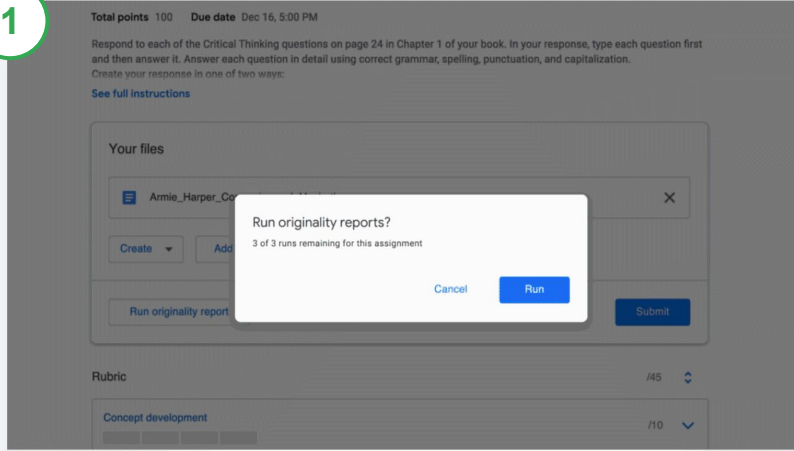 1
Total points 100 Due date Dec 16, 5:00 PM
Respond to each of the Critical Thinking questions on page 24 in Chapter 1 of your book. In your response, type each question first
and then answer it. Answer each question in detail using correct grammar, spelling, punctuation, and capitalization.
Create your response in one of two ways:
See full instructions
Your files
Armie_Harper_Co
Run originality reports?
3 of 3 runs remaining for this assignment
Create
Add
Cancel
Run
Run originality report
Submit
Rubric
/45
Concept development
/10